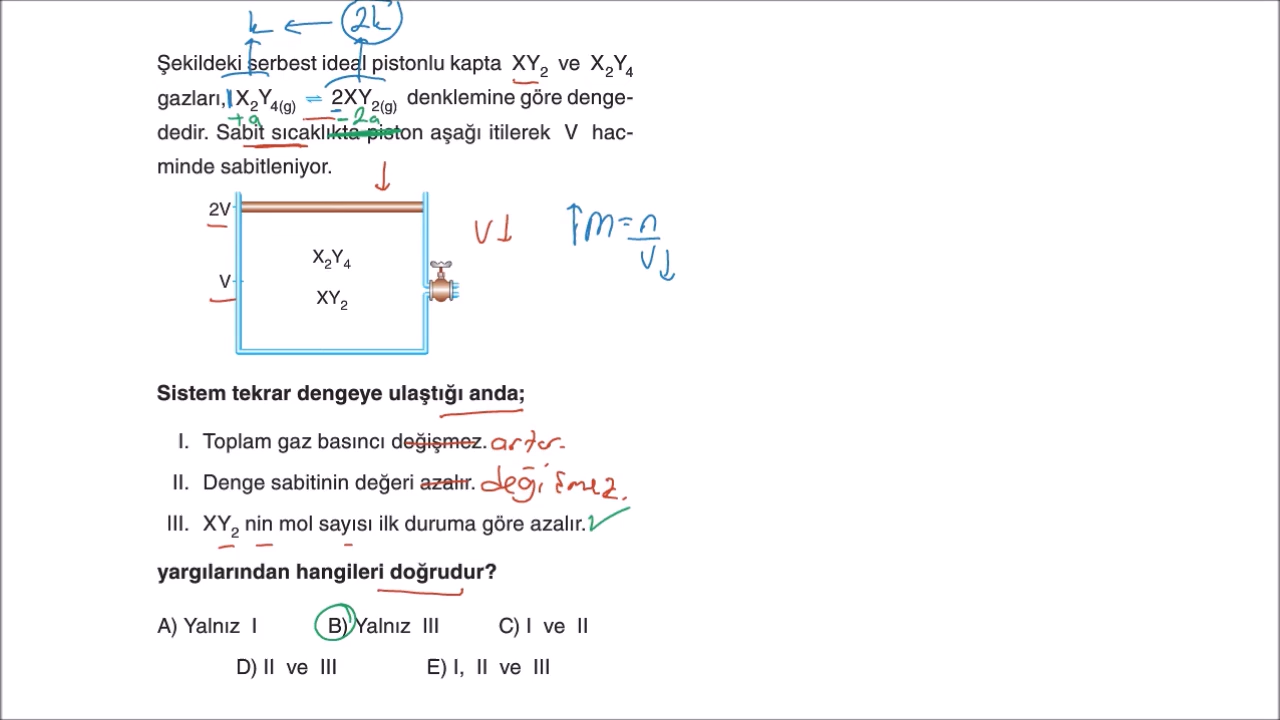 k ← 2k
Şekildeki serbest ideal pistonlu kapta XY₂ ve X₂Y₄
gazları, 1X₂Y₄(g) ⇌ 2XY₂(g) denklemine göre denge-
+a -2a
dedir. Sabit sıcaklıkta piston aşağı itilerek V hac-
minde sabitleniyor.
2V
V↓ ↑M = n/V↓
X₂Y₄
V
XY₂
Sistem tekrar dengeye ulaştığı anda;
I. Toplam gaz basıncı değişmez. artar.
II. Denge sabitinin değeri azalır. değişmez.
III. XY₂ nin mol sayısı ilk duruma göre azalır. ✓
yargılarından hangileri doğrudur?
A) Yalnız I B) Yalnız III C) I ve II
D) II ve III E) I, II ve III